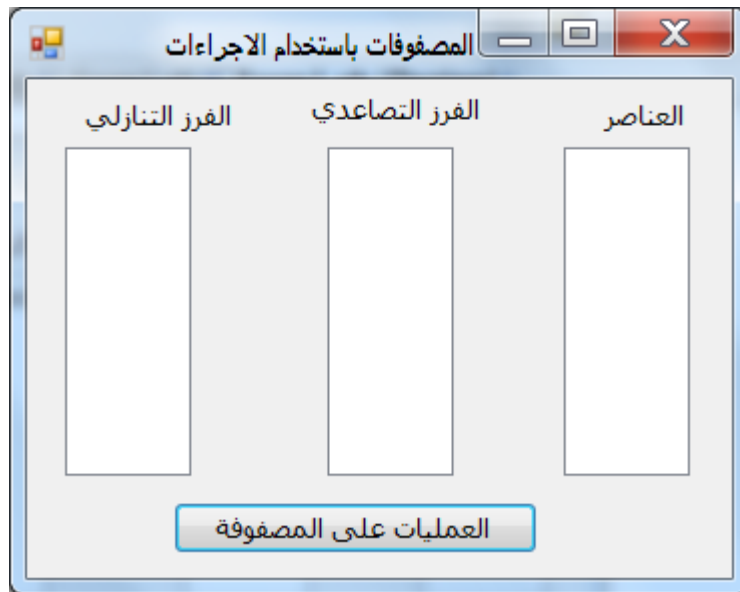 المصفوفات باستخدام الاجراءات
العناصر
الفرز التصاعدي
الفرز التنازلي
العمليات على المصفوفة